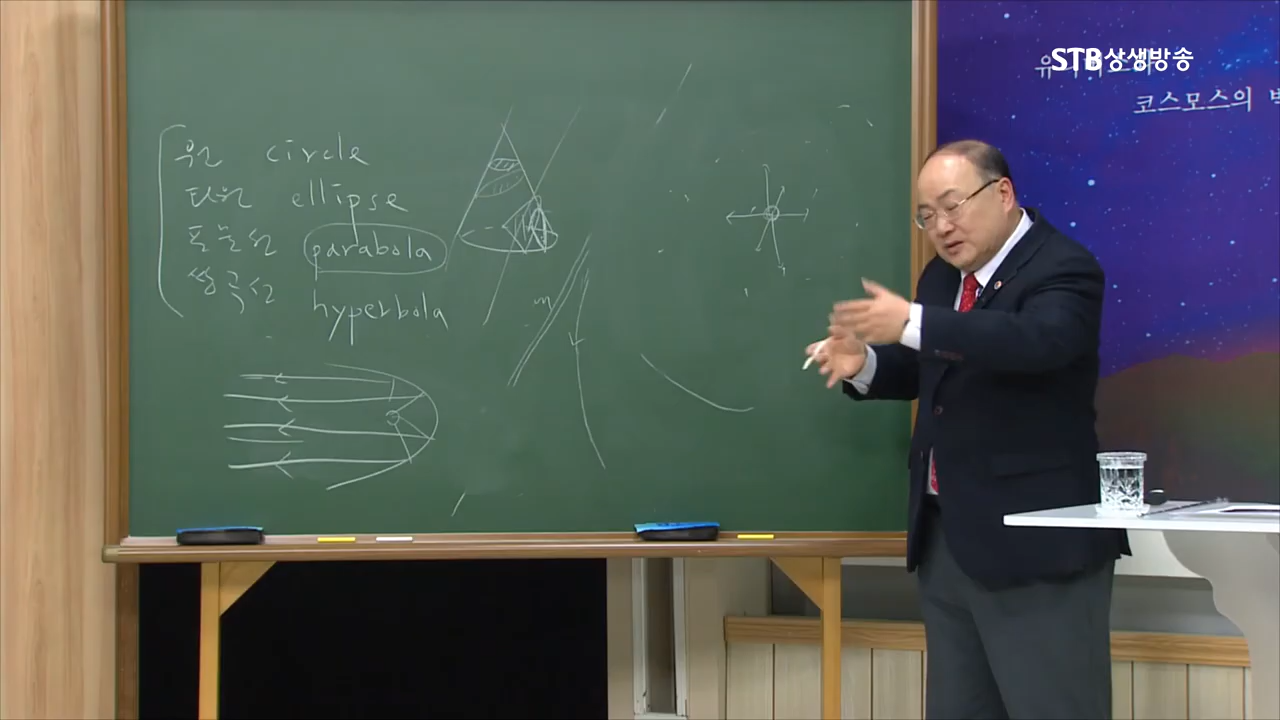 원 circle
타원 ellipse
포물선 parabola
쌍곡선 hyperbola
m
STB상생방송
코스모스의